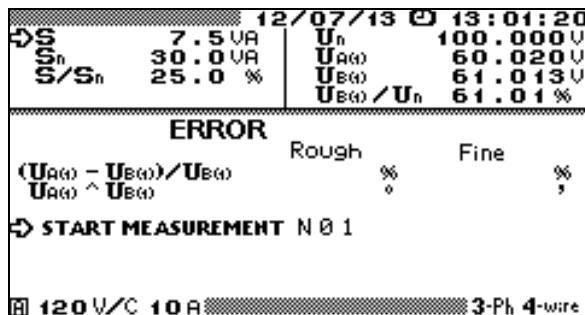 12/07/13 13:01:20
S 7.5 VA
Sn 30.0 VA
S/Sn 25.0 %
Un 100.000 V
UA(1) 60.020 V
UB(1) 61.013 V
UB(1)/Un 61.01 %
ERROR
Rough Fine
(UA(1) - UB(1))/UB(1) % %
UA(1) ^ UB(1) ° ,
START MEASUREMENT N 0 1
A 120 V/C 10 A 3-Ph 4-wire